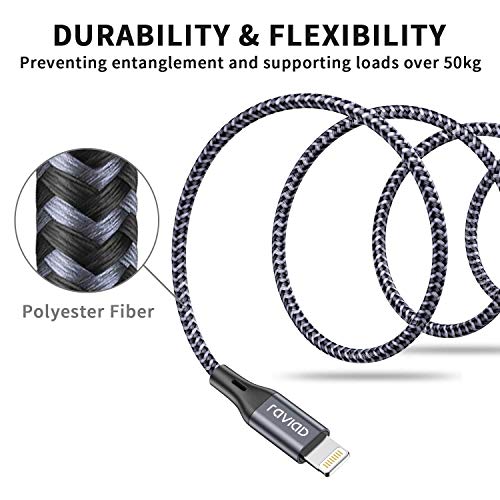 DURABILITY & FLEXIBILITY
Preventing entanglement and supporting loads over 50kg
Polyester Fiber
raviad